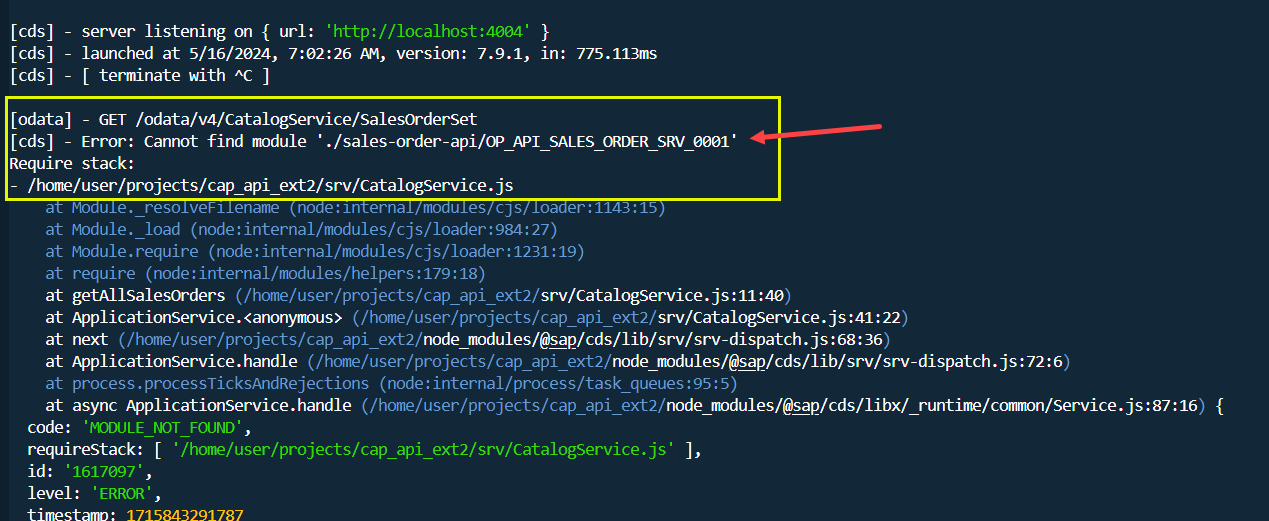 [cds] - server listening on { url: 'http://localhost:4004' }
[cds] - launched at 5/16/2024, 7:02:26 AM, version: 7.9.1, in: 775.113ms
[cds] - [ terminate with ^C ]
[odata] - GET /odata/v4/CatalogService/SalesOrderSet
[cds] - Error: Cannot find module './sales-order-api/OP_API_SALES_ORDER_SRV_0001'
Require stack:
- /home/user/projects/cap_api_ext2/srv/CatalogService.js
at Module._resolveFilename (node:internal/modules/cjs/loader:1143:15)
at Module._load (node:internal/modules/cjs/loader:984:27)
at Module.require (node:internal/modules/cjs/loader:1231:19)
at require (node:internal/modules/helpers:179:18)
at getAllSalesOrders (/home/user/projects/cap_api_ext2/srv/CatalogService.js:11:40)
at ApplicationService.<anonymous> (/home/user/projects/cap_api_ext2/srv/CatalogService.js:41:22)
at next (/home/user/projects/cap_api_ext2/node_modules/@sap/cds/lib/srv/srv-dispatch.js:68:36)
at ApplicationService.handle (/home/user/projects/cap_api_ext2/node_modules/@sap/cds/lib/srv/srv-dispatch.js:72:6)
at process.processTicksAndRejections (node:internal/process/task_queues:95:5)
at async ApplicationService.handle (/home/user/projects/cap_api_ext2/node_modules/@sap/cds/libx/_runtime/common/Service.js:87:16) {
code: 'MODULE_NOT_FOUND',
requireStack: [ '/home/user/projects/cap_api_ext2/srv/CatalogService.js' ],
id: '1617097',
level: 'ERROR',
timestamp: 1715843291787